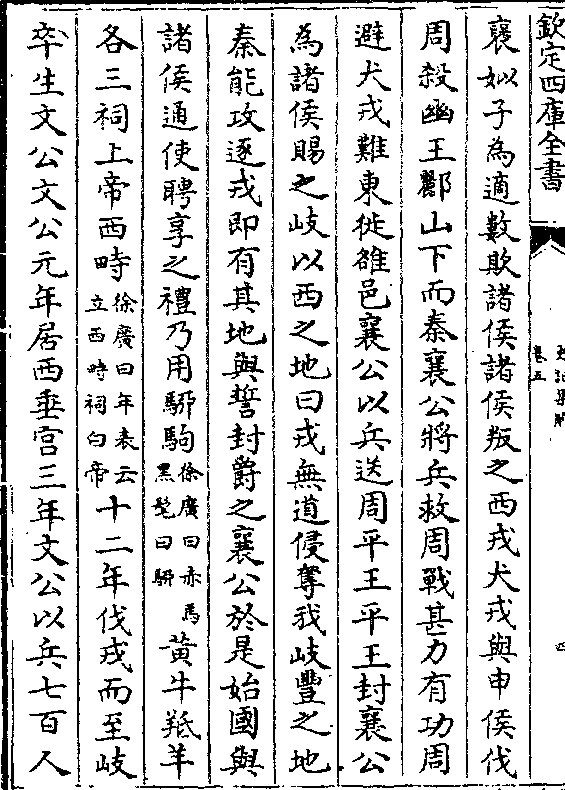 欽定四庫全書
卷五
褒姒子為適數欺諸侯諸侯叛之西戎犬戎與申侯伐
周殺幽王酈山下而秦襄公將兵救周戰甚力有功周
避犬戎難東徙雒邑襄公以兵送周平王平王封襄公
為諸侯賜之岐以西之地曰戎無道侵奪我岐豐之地
秦能攻逐戎即有其地與誓封爵之襄公於是始國與
諸侯通使聘享之禮乃用駵駒徐廣曰赤馬黑髦曰駵黃牛羝羊
各三祠上帝西畤徐廣曰年表云立西畤祠白帝十二年伐戎而至岐
卒生文公文公元年居西垂宫三年文公以兵七百人